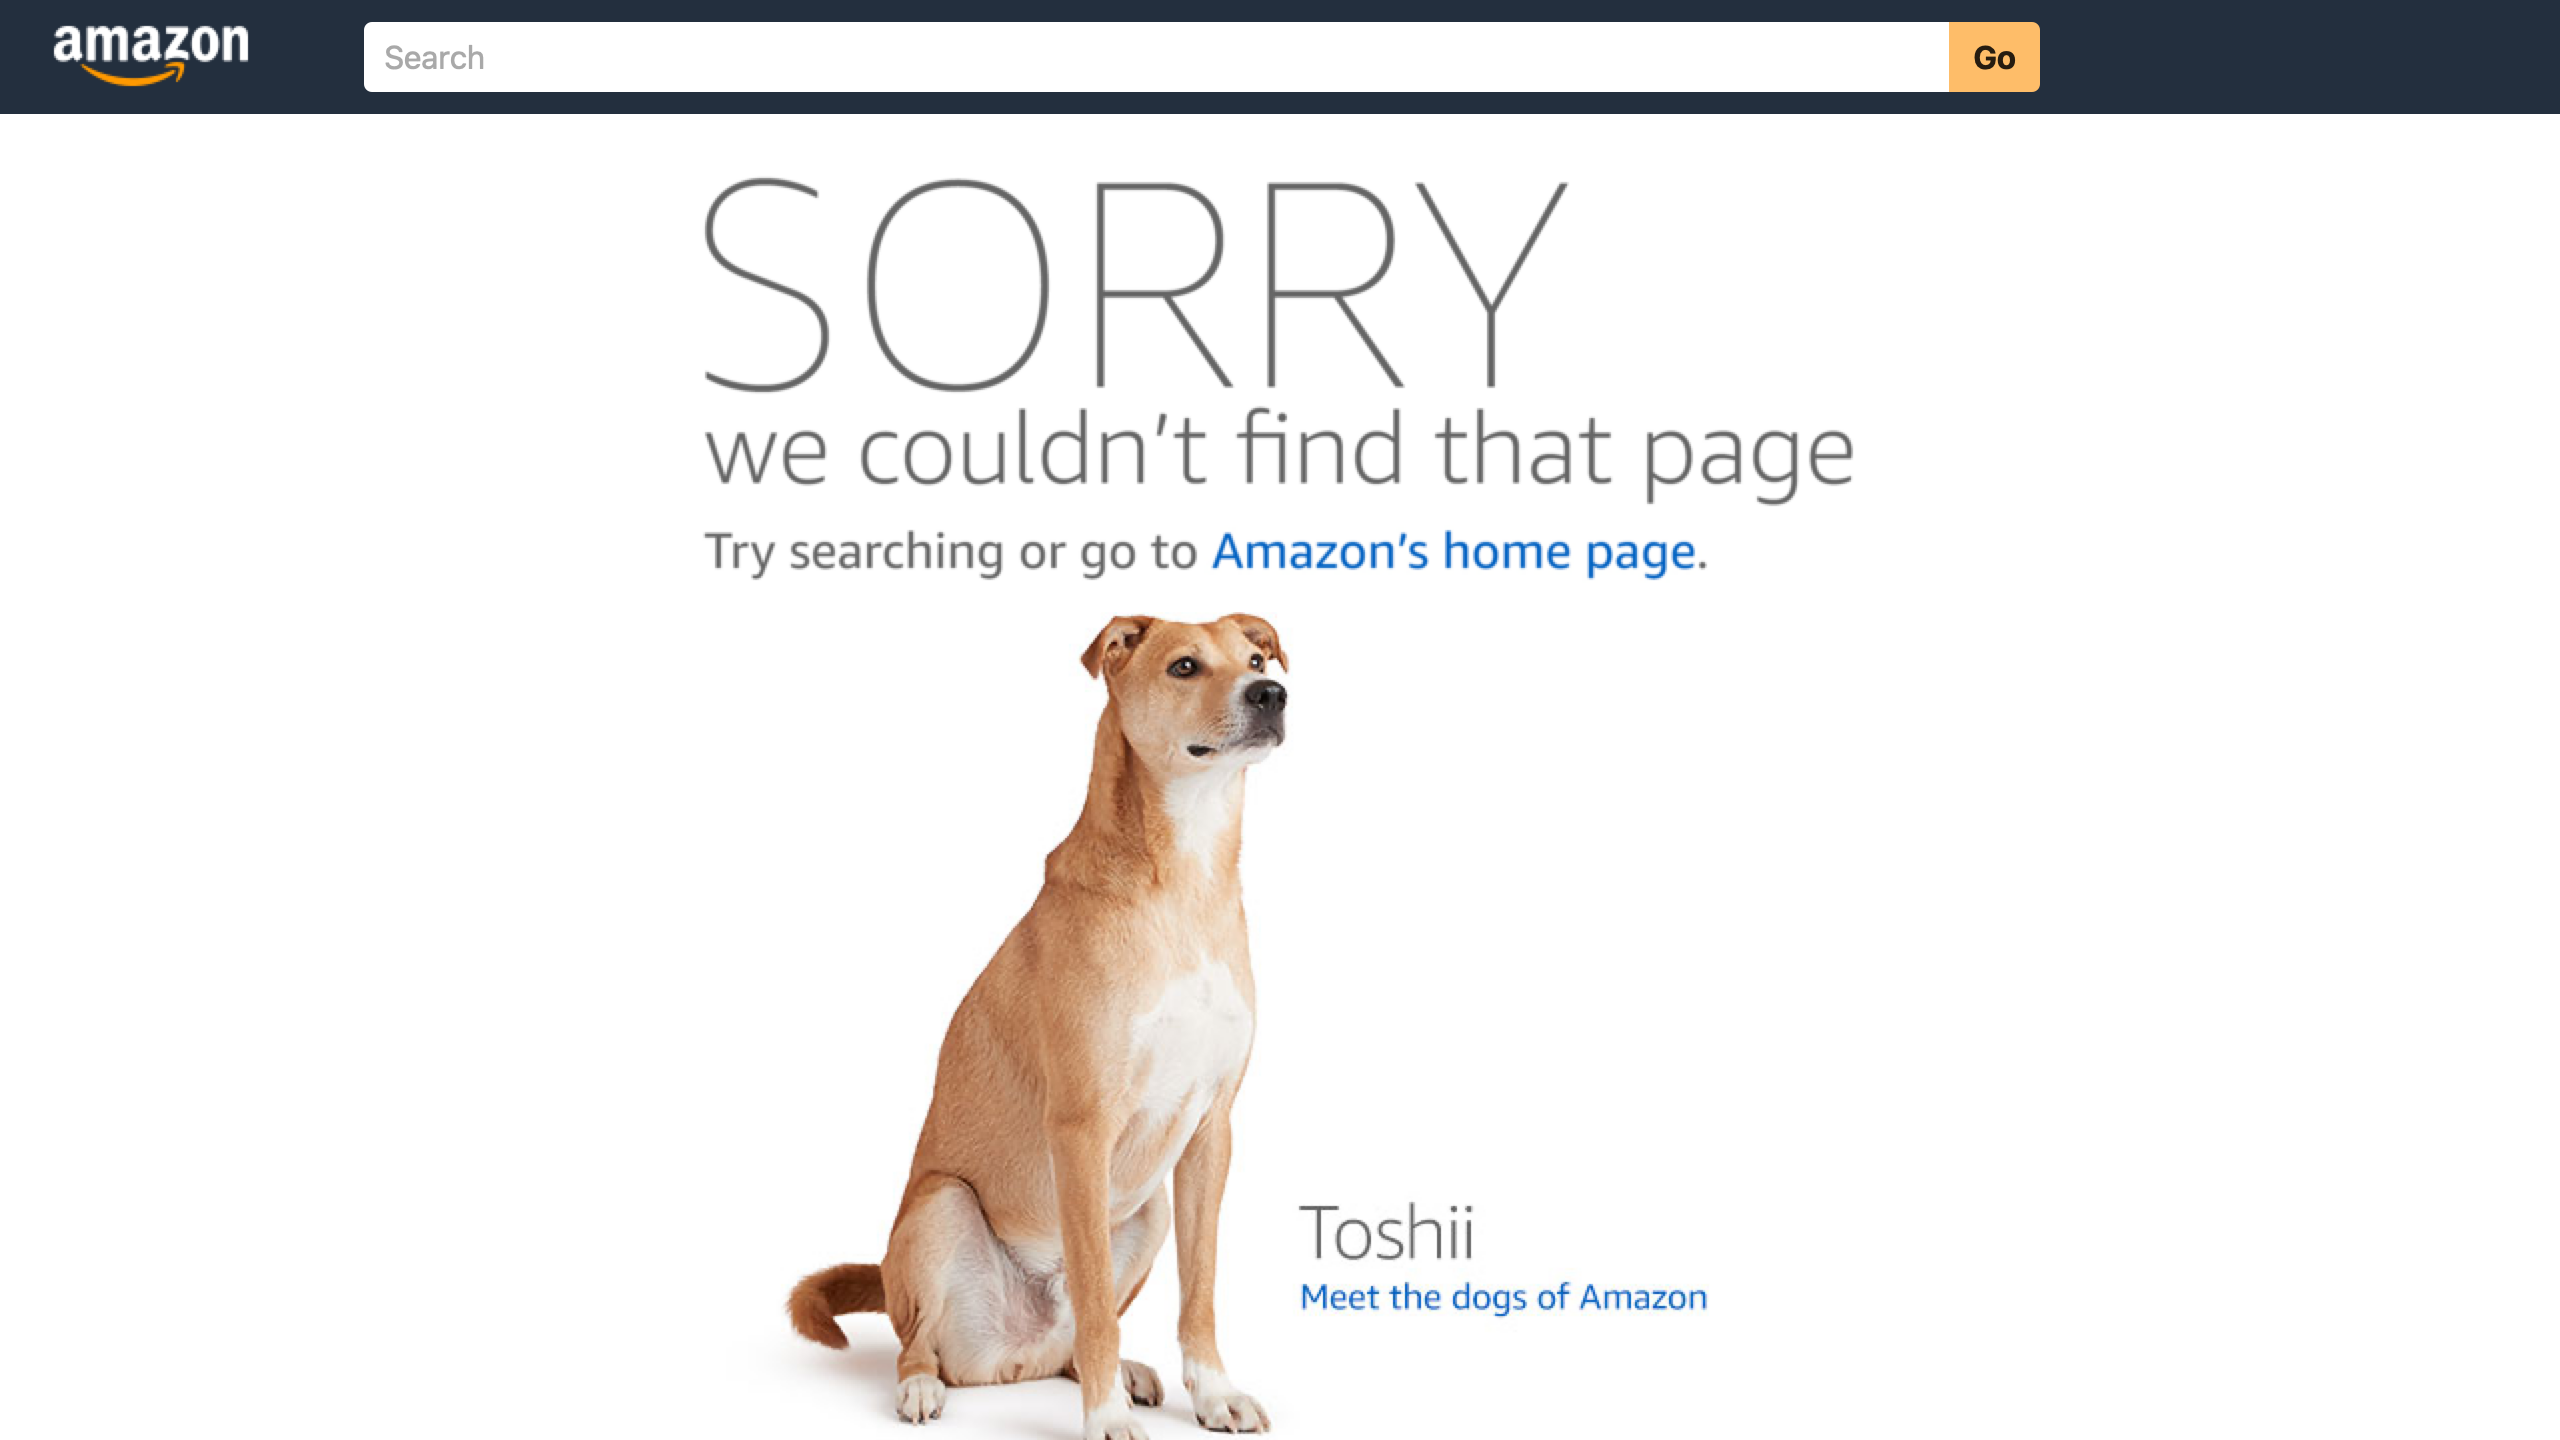 amazon
Search
Go
SORRY
we couldn't find that page
Try searching or go to Amazon's home page.
Toshii
Meet the dogs of Amazon